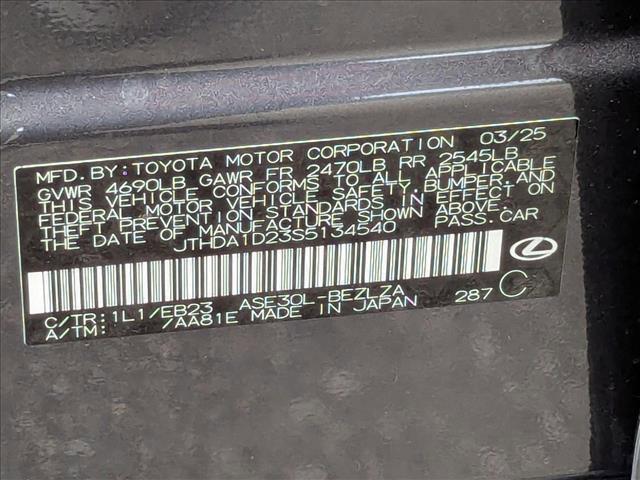 MFD.BY:TOYOTA MOTOR CORPORATION 03/25
GVWR 4690LB GAWR FR 2470LB RR 2545LB
THIS VEHICLE CONFORMS TO ALL APPLICABLE
FEDERAL MOTOR VEHICLE SAFETY,BUMPER,AND
THEFT PREVENTION STANDARDS IN EFFECT ON
THE DATE OF MANUFACTURE SHOWN ABOVE.
JTHDA1D23S5134540 PASS.CAR
C/TR:1L1/EB23 ASE30L-BEZLZA
A/TM: /AA81E MADE IN JAPAN 287 C